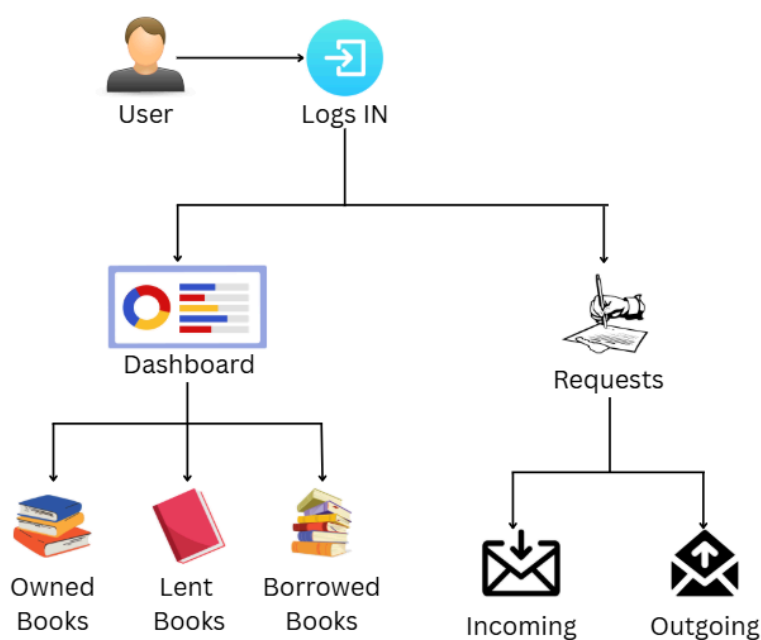 User
Logs IN
Dashboard
Requests
Owned
Books
Lent
Books
Borrowed
Books
Incoming
Outgoing